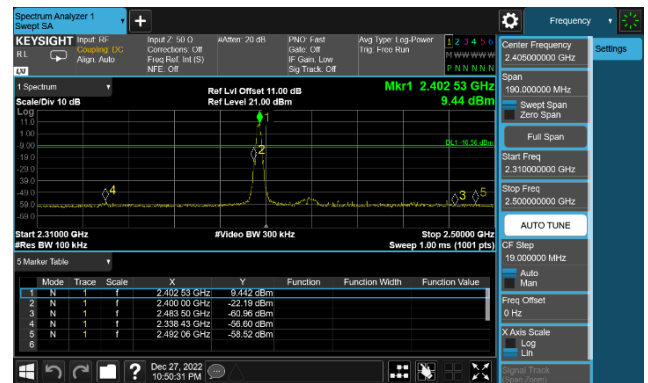 Spectrum Analyzer 1
Swept SA
Frequency
KEYSIGHT Input: RF
R L Coupling: DC
Align: Auto
LXI
Input Z: 50 Ω
Corrections: Off
Freq Ref: Int (S)
NFE: Off
#Atten: 20 dB
PNO: Fast
Gate: Off
IF Gain: Low
Sig Track: Off
Avg Type: Log-Power
Trig: Free Run
1 2 3 4 5 6
M W W W W W
P N N N N N
Center Frequency
2.405000000 GHz
Settings
Span
190.000000 MHz
Swept Span
Zero Span
Full Span
Start Freq
2.310000000 GHz
Stop Freq
2.500000000 GHz
AUTO TUNE
CF Step
19.000000 MHz
Auto
Man
Freq Offset
0 Hz
X Axis Scale
Log
Lin
Signal Track
(Span Zoom)
1 Spectrum
Scale/Div 10 dB
Ref Lvl Offset 11.00 dB
Ref Level 21.00 dBm
Mkr1 2.402 53 GHz
9.44 dBm
Log
11.0
1.00
-9.00
-19.0
-29.0
-39.0
-49.0
-59.0
-69.0
DL1 -10.56 dBm
1
2
4
3
5
Start 2.31000 GHz
#Res BW 100 kHz
#Video BW 300 kHz
Stop 2.50000 GHz
Sweep 1.00 ms (1001 pts)
5 Marker Table
Mode Trace Scale X Y Function Function Width Function Value
1 N 1 f 2.402 53 GHz 9.442 dBm
2 N 1 f 2.400 00 GHz -22.19 dBm
3 N 1 f 2.483 50 GHz -60.96 dBm
4 N 1 f 2.338 43 GHz -56.60 dBm
5 N 1 f 2.492 06 GHz -58.52 dBm
6
?
Dec 27, 2022
10:50:31 PM